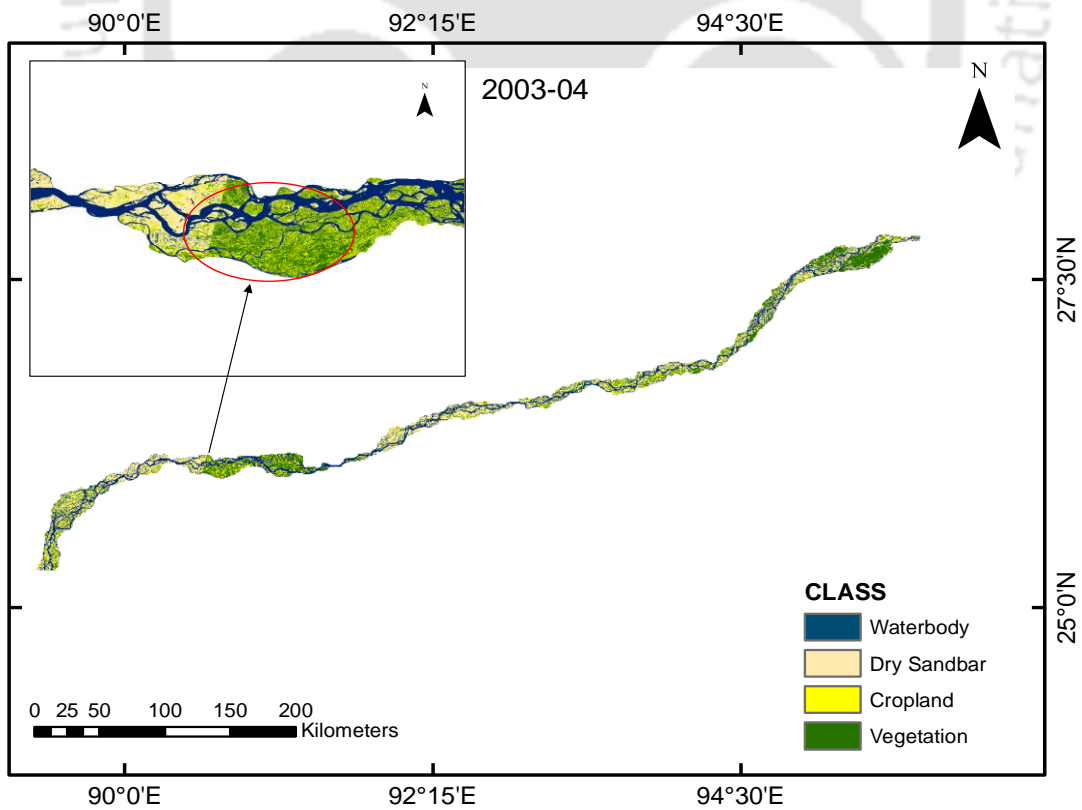 90°0'E 92°15'E 94°30'E
N
2003-04
N
27°30'N
25°0'N
CLASS
Waterbody
Dry Sandbar
Cropland
Vegetation
0 25 50 100 150 200
Kilometers
90°0'E 92°15'E 94°30'E